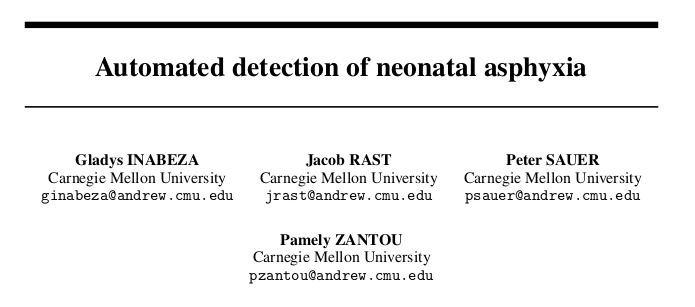 Automated detection of neonatal asphyxia
Gladys INABEZA
Carnegie Mellon University
ginabeza@andrew.cmu.edu
Jacob RAST
Carnegie Mellon University
jrast@andrew.cmu.edu
Peter SAUER
Carnegie Mellon University
psauer@andrew.cmu.edu
Pamely ZANTOU
Carnegie Mellon University
pzantou@andrew.cmu.edu